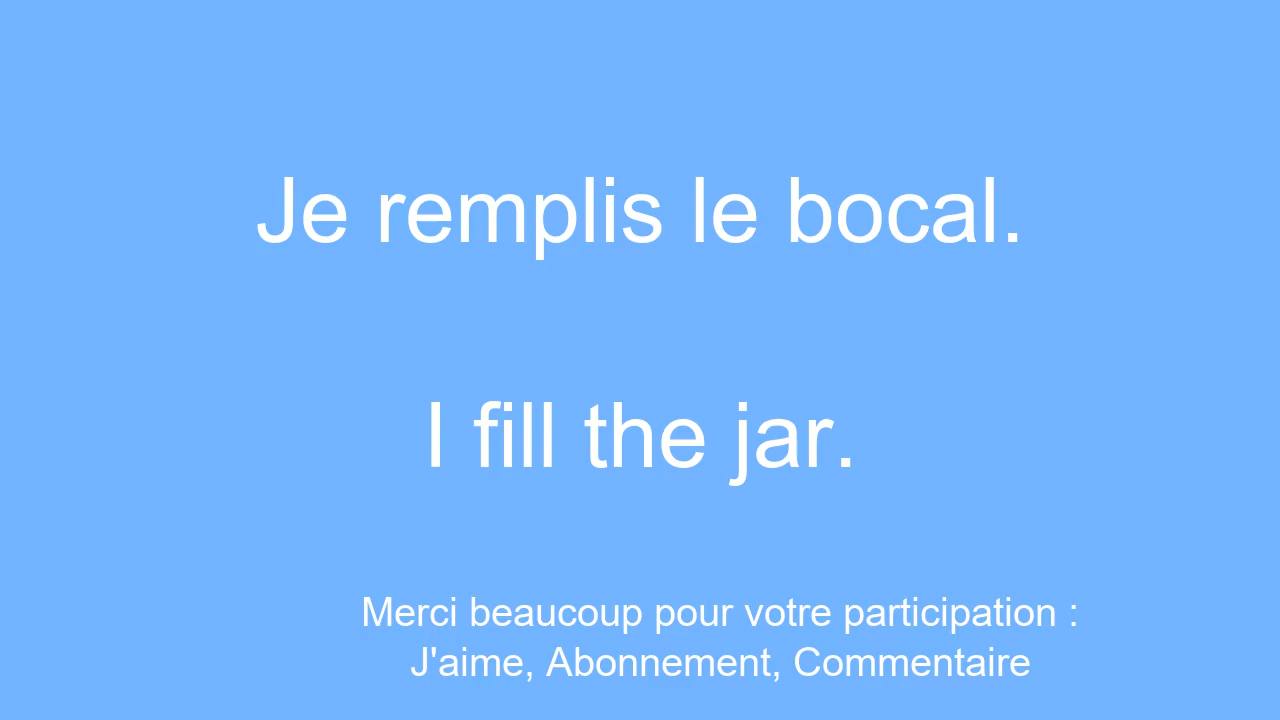 Je remplis le bocal.
I fill the jar.
Merci beaucoup pour votre participation :
J'aime, Abonnement, Commentaire